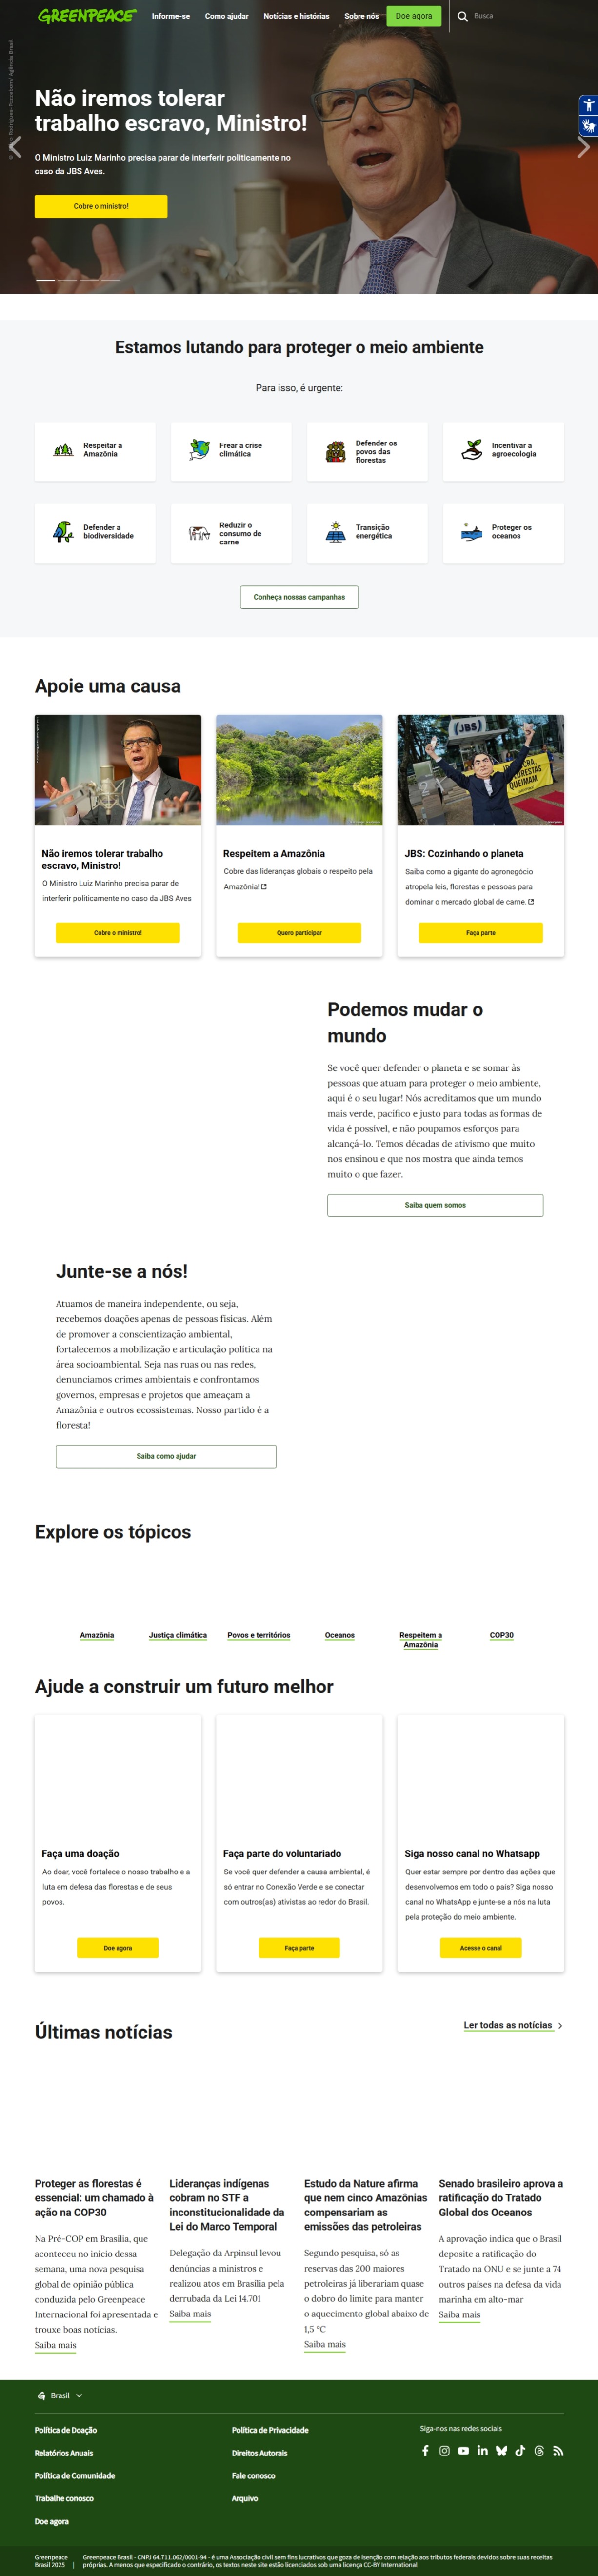 GREENPEACE
Informe-se
Como ajudar
Notícias e histórias
Sobre nós
Doe agora
Busca
Não iremos tolerar
trabalho escravo, Ministro!
O Ministro Luiz Marinho precisa parar de interferir politicamente no
caso da JBS Aves.
Cobre o ministro!
Estamos lutando para proteger o meio ambiente
Para isso, é urgente:
Respeitar a
Amazônia
Frear a crise
climática
Defender os
povos das
florestas
Incentivar a
agroecologia
Defender a
biodiversidade
Reduzir o
consumo de
carne
Transição
energética
Proteger os
oceanos
Conheça nossas campanhas
Apoie uma causa
JBS
Não iremos tolerar trabalho
escravo, Ministro!
O Ministro Luiz Marinho precisa parar de
interferir politicamente no caso da JBS Aves
Cobre o ministro!
Respeitem a Amazônia
Cobre das lideranças globais o respeito pela
Amazônia!
Quero participar
JBS: Cozinhando o planeta
Saiba como a gigante do agronegócio
atropela leis, florestas e pessoas para
dominar o mercado global de carne.
Faça parte
Podemos mudar o
mundo
Se você quer defender o planeta e se somar às
pessoas que atuam para proteger o meio ambiente,
aqui é o seu lugar! Nós acreditamos que um mundo
mais verde, pacífico e justo para todas as formas de
vida é possível, e não poupamos esforços para
alcançá-lo. Temos décadas de ativismo que muito
nos ensinou e que nos mostra que ainda temos
muito o que fazer.
Saiba quem somos
Junte-se a nós!
Atuamos de maneira independente, ou seja,
recebemos doações apenas de pessoas físicas. Além
de promover a conscientização ambiental,
fortalecemos a mobilização e articulação política na
área socioambiental. Seja nas ruas ou nas redes,
denunciamos crimes ambientais e confrontamos
governos, empresas e projetos que ameaçam a
Amazônia e outros ecossistemas. Nosso partido é a
floresta!
Saiba como ajudar
Explore os tópicos
Amazônia
Justiça climática
Povos e territórios
Oceanos
Respeitem a
Amazônia
COP30
Ajude a construir um futuro melhor
Faça uma doação
Ao doar, você fortalece o nosso trabalho e a
luta em defesa das florestas e de seus
povos.
Doe agora
Faça parte do voluntariado
Se você quer defender a causa ambiental, é
só entrar no Conexão Verde e se conectar
com outros(as) ativistas ao redor do Brasil.
Faça parte
Siga nosso canal no Whatsapp
Quer estar sempre por dentro das ações que
desenvolvemos em todo o país? Siga nosso
canal no WhatsApp e junte-se a nós na luta
pela proteção do meio ambiente.
Acesse o canal
Últimas notícias
Ler todas as notícias
Proteger as florestas é
essencial: um chamado à
ação na COP30
Na Pré-COP em Brasília, que
aconteceu no início dessa
semana, uma nova pesquisa
global de opinião pública
conduzida pelo Greenpeace
Internacional foi apresentada e
trouxe boas notícias.
Saiba mais
Lideranças indígenas
cobram no STF a
inconstitucionalidade da
Lei do Marco Temporal
Delegação da Arpinsul levou
denúncias a ministros e
realizou atos em Brasília pela
derrubada da Lei 14.701
Saiba mais
Estudo da Nature afirma
que nem cinco Amazônias
compensariam as
emissões das petroleiras
Segundo pesquisa, só as
reservas das 200 maiores
petroleiras já liberariam quase
o dobro do limite para manter
o aquecimento global abaixo de
1,5 °C
Saiba mais
Senado brasileiro aprova a
ratificação do Tratado
Global dos Oceanos
A aprovação indica que o Brasil
deposite a ratificação do
Tratado na ONU e se junte a 74
outros países na defesa da vida
marinha em alto-mar
Saiba mais
Brasil
Política de Doação
Relatórios Anuais
Política de Comunidade
Trabalhe conosco
Doe agora
Política de Privacidade
Direitos Autorais
Fale conosco
Arquivo
Siga-nos nas redes sociais
Greenpeace
Brasil 2025
Greenpeace Brasil - CNPJ 64.711.062/0001-94 - é uma Associação civil sem fins lucrativos que goza de isenção com relação aos tributos federais devidos sobre suas receitas
próprias. A menos que especificado o contrário, os textos neste site estão licenciados sob uma licença CC-BY International